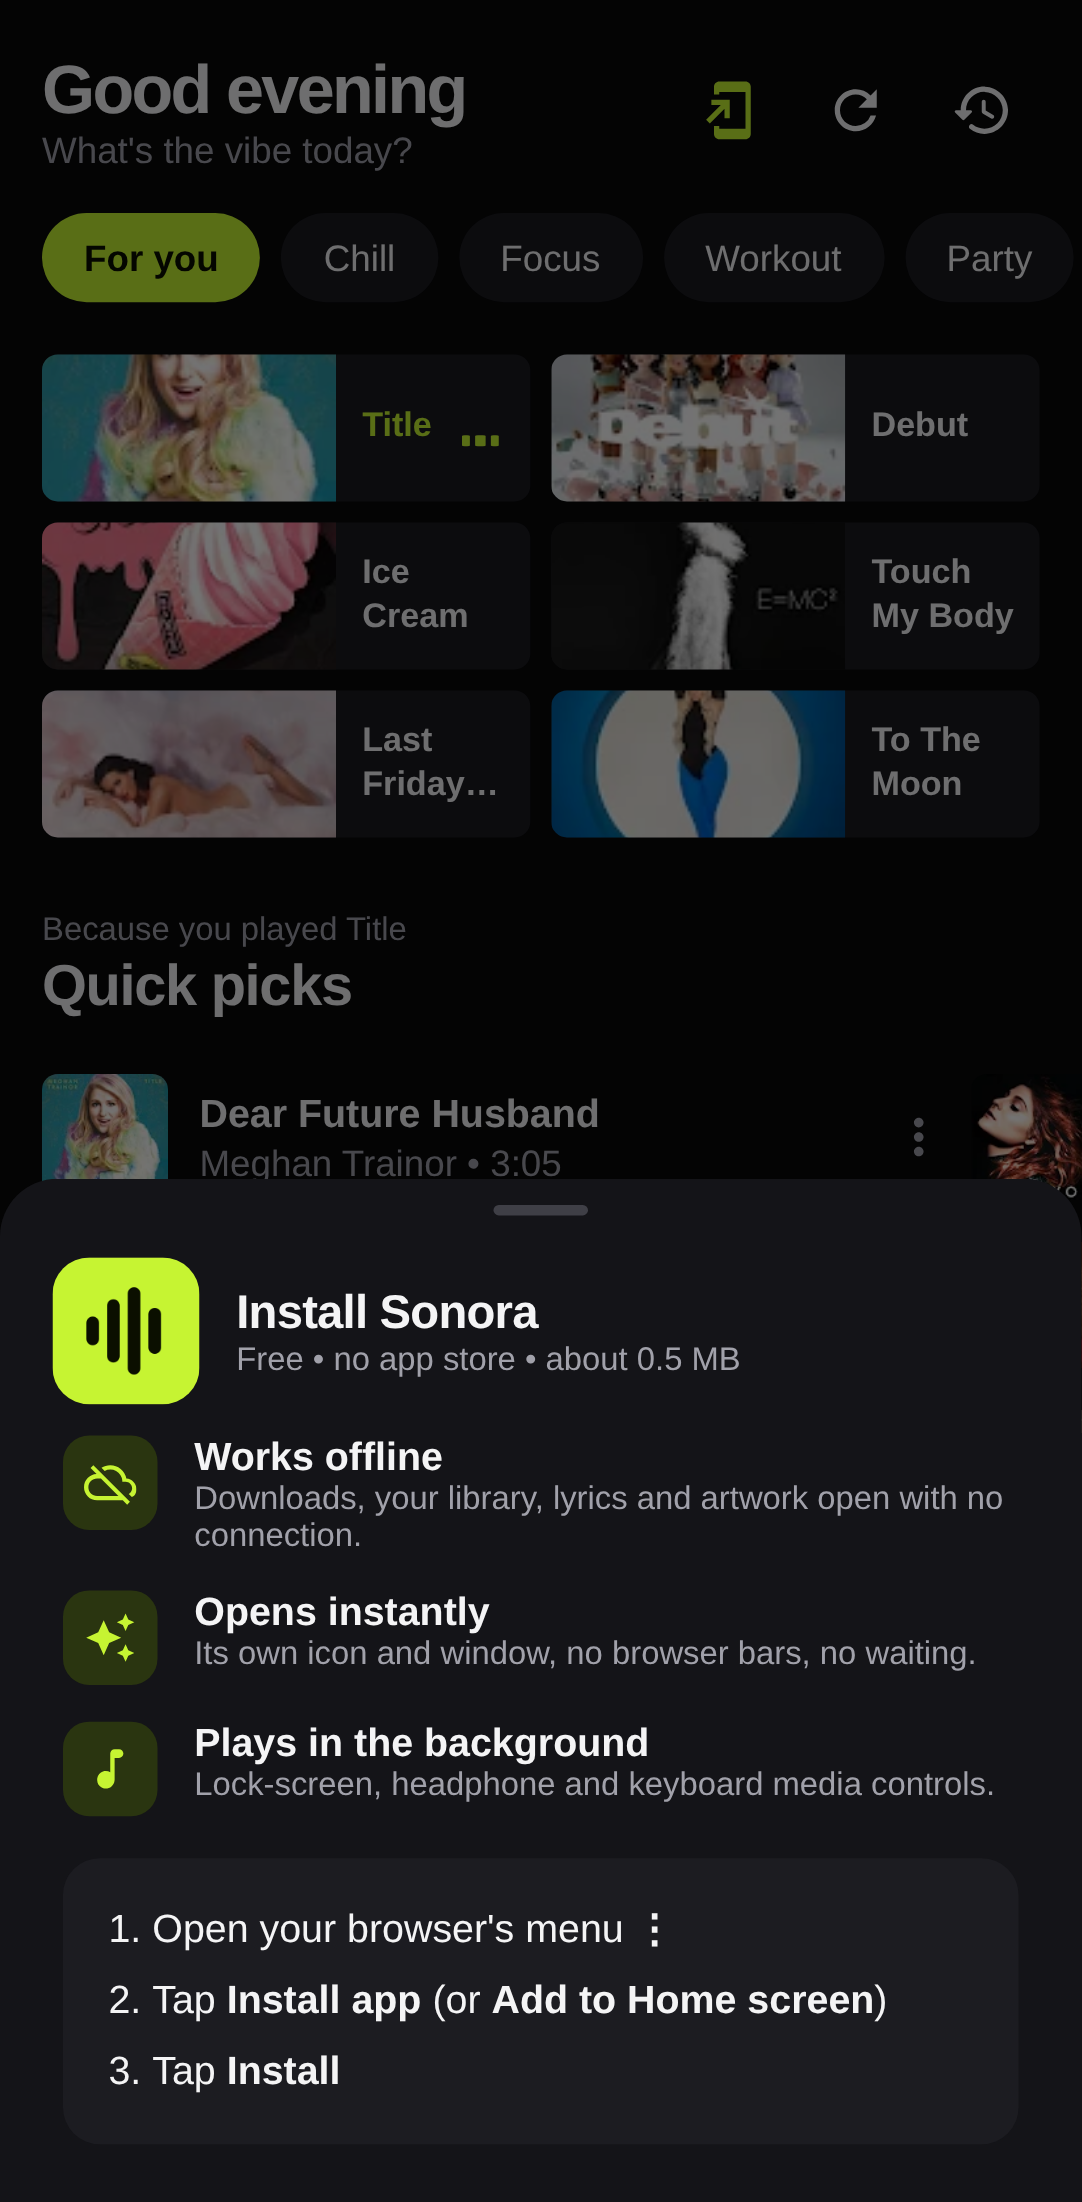 Good evening
What's the vibe today?
For you
Chill
Focus
Workout
Party
Title
Debut
Debut
Ice
Cream
E=MC²
Touch
My Body
Last
Friday...
To The
Moon
Because you played Title
Quick picks
MEGHAN
TRAINOR
TITLE
Dear Future Husband
Meghan Trainor • 3:05
Install Sonora
Free • no app store • about 0.5 MB
Works offline
Downloads, your library, lyrics and artwork open with no
connection.
Opens instantly
Its own icon and window, no browser bars, no waiting.
Plays in the background
Lock-screen, headphone and keyboard media controls.
1. Open your browser's menu ⋮
2. Tap Install app (or Add to Home screen)
3. Tap Install